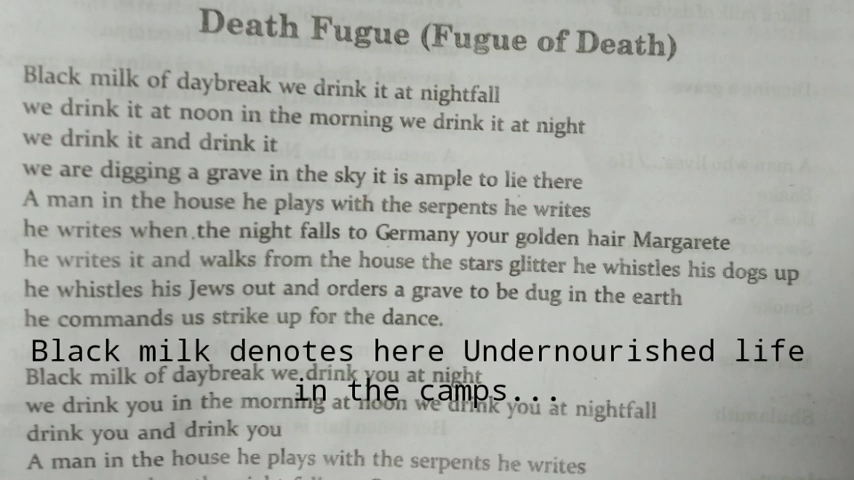 Death Fugue (Fugue of Death)
Black milk of daybreak we drink it at nightfall
we drink it at noon in the morning we drink it at night
we drink it and drink it
we are digging a grave in the sky it is ample to lie there
A man in the house he plays with the serpents he writes
he writes when the night falls to Germany your golden hair Margarete
he writes it and walks from the house the stars glitter he whistles his dogs up
he whistles his Jews out and orders a grave to be dug in the earth
he commands us strike up for the dance.
Black milk denotes here Undernourished life
Black milk of daybreak we drink you at night
in the camps...
we drink you in the morning at noon we drink you at nightfall
drink you and drink you
A man in the house he plays with the serpents he writes